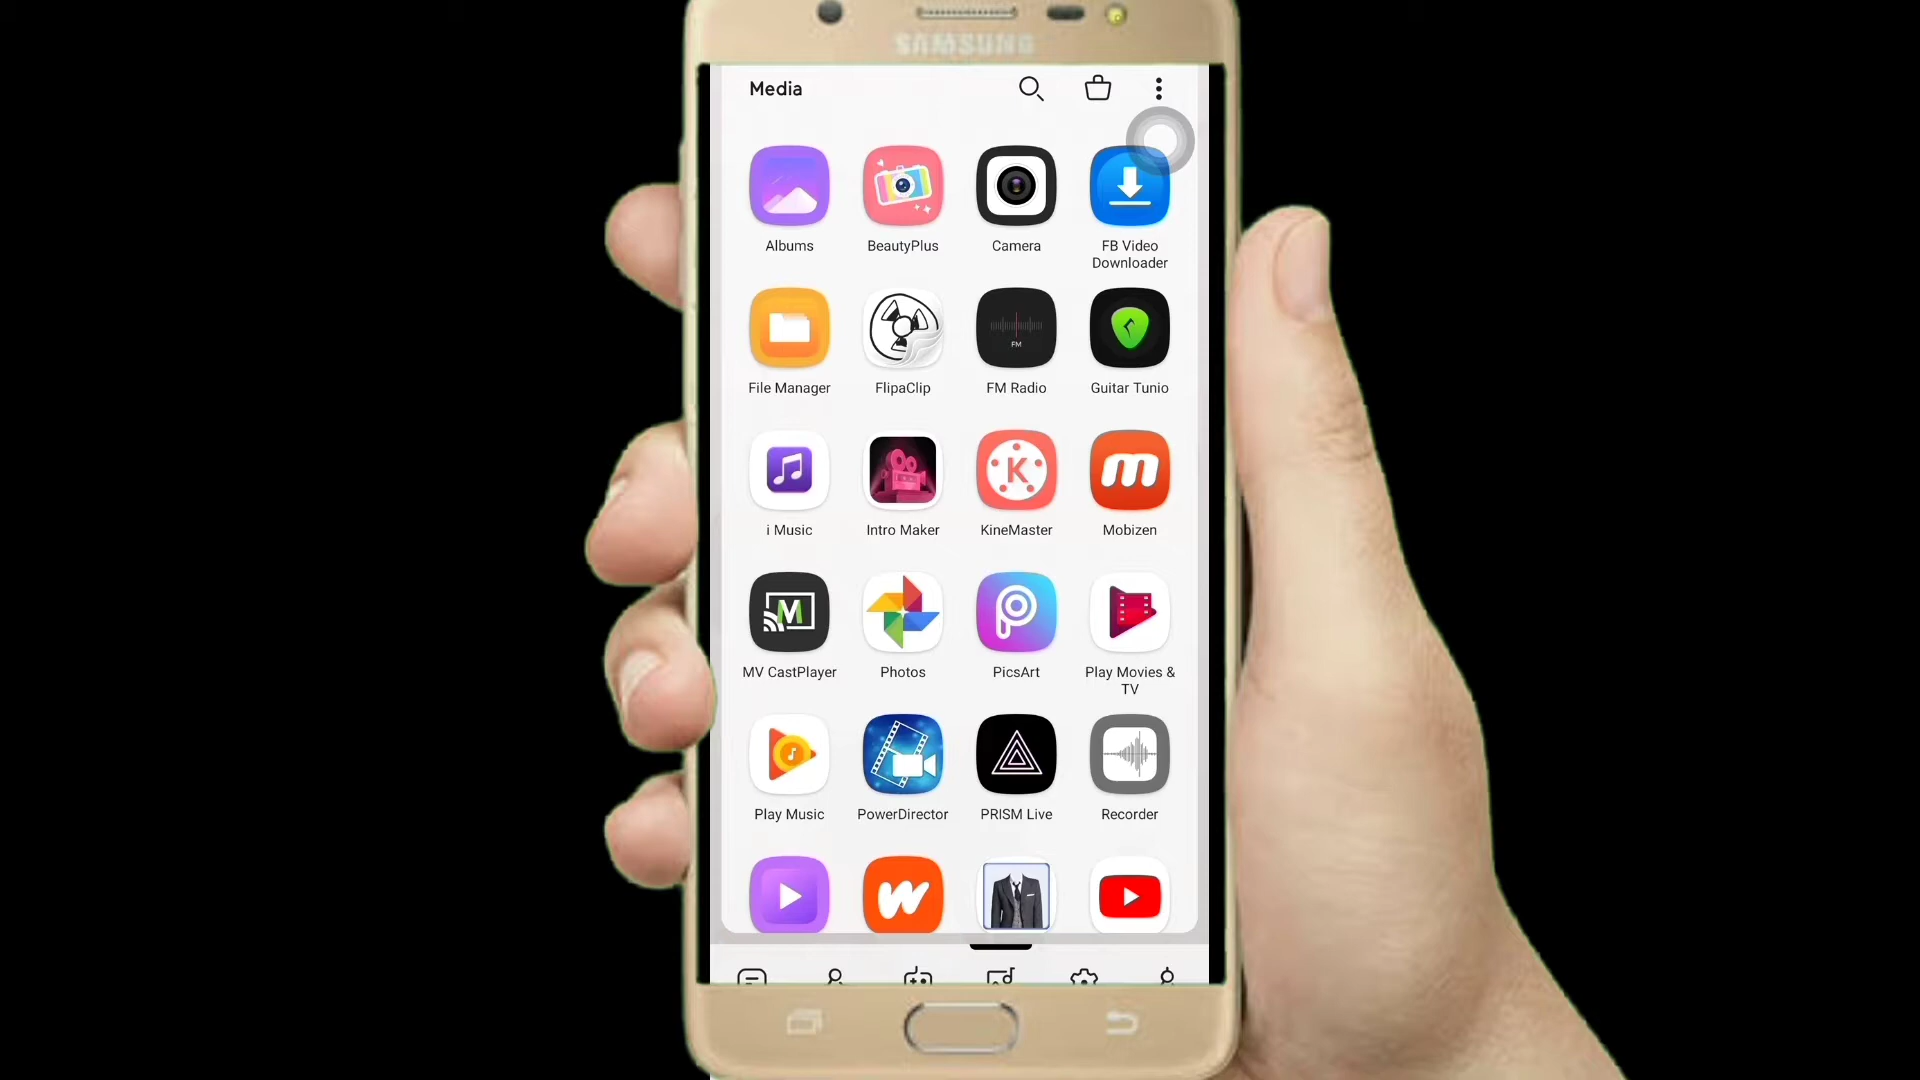 SAMSUNG
Media
Albums
BeautyPlus
Camera
FB Video
Downloader
File Manager
FlipaClip
FM
FM Radio
Guitar Tunio
i Music
Intro Maker
K
KineMaster
m
Mobizen
M
MV CastPlayer
Photos
P
PicsArt
Play Movies &
TV
Play Music
PowerDirector
PRISM Live
Recorder
W